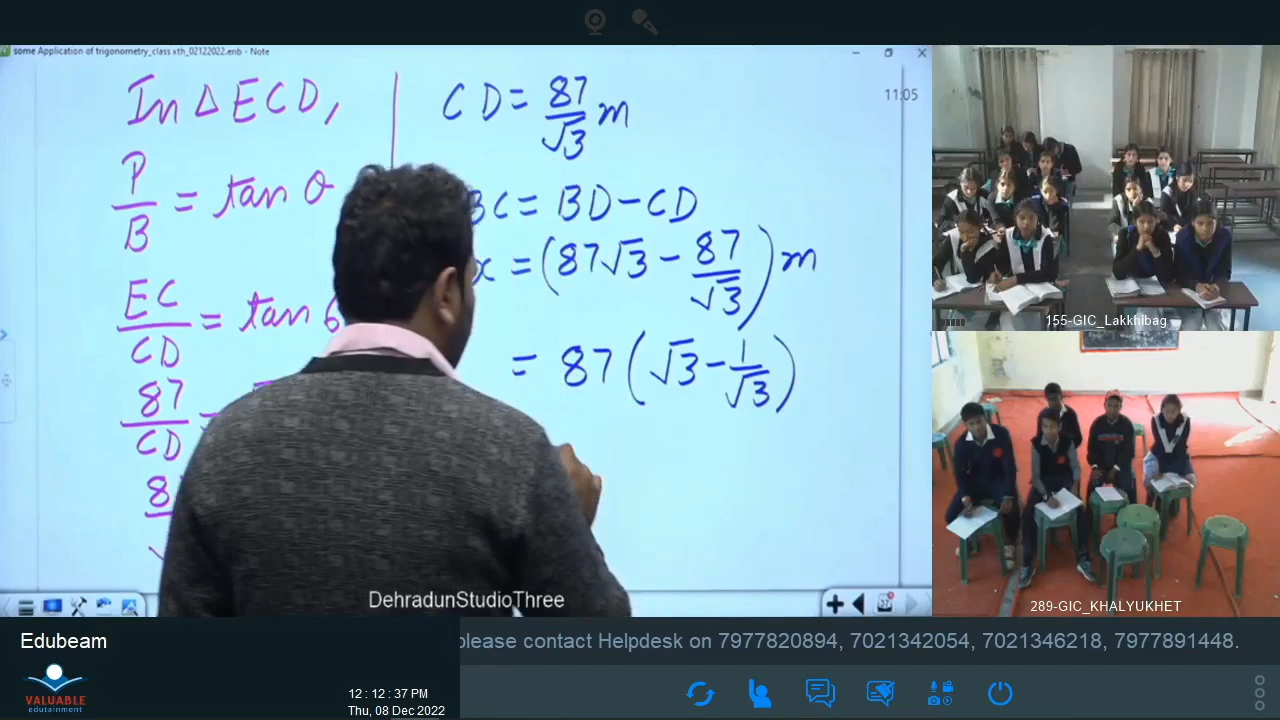 some Application of trigonometry_class xth_02122022.enb - Note
11:05
In Δ ECD,
P/B = tan θ
EC/CD = tan
87/CD =
8
CD = 87/√3 m
BC = BD - CD
x = (87√3 - 87/√3) m
= 87(√3 - 1/√3)
DehradunStudioThree
155-GIC_Lakkhibag
289-GIC_KHALYUKHET
Edubeam
please contact Helpdesk on 7977820894, 7021342054, 7021346218, 7977891448.
VALUABLE
edutainment
12 : 12 : 37 PM
Thu, 08 Dec 2022